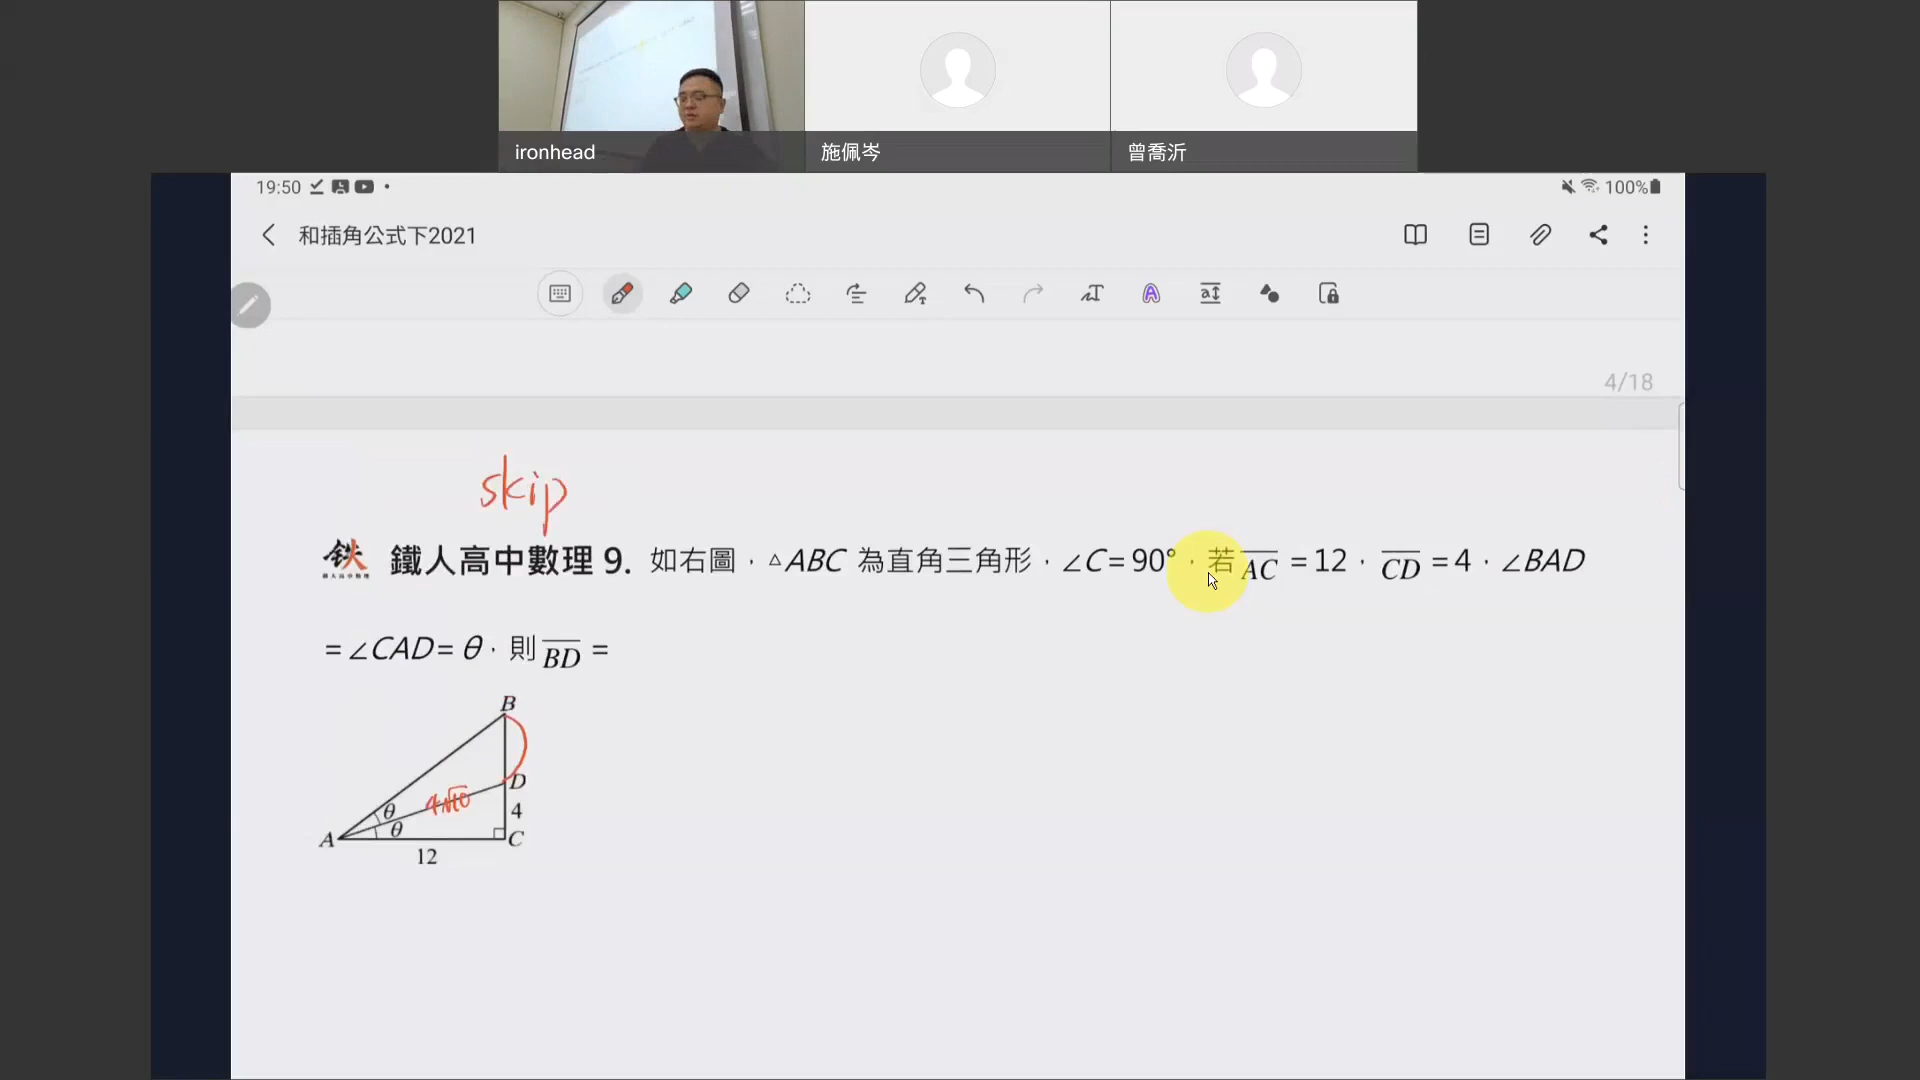 ironhead
施佩岑
曾喬沂
19:50
100%
和插角公式下2021
4/18
skip
鐵人高中數理 9. 如右圖，△ABC 為直角三角形，∠C= 90°，若 AC =12，CD =4，∠BAD
=∠CAD= θ，則 BD =
B
D
4√10
θ
4
θ
A
C
12